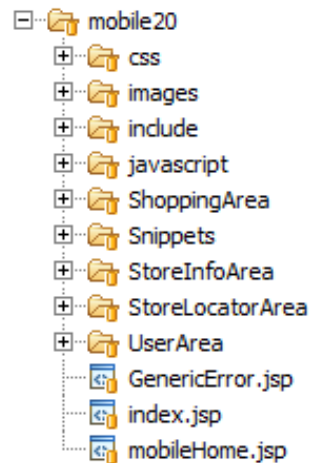 mobile20
css
images
include
javascript
ShoppingArea
Snippets
StoreInfoArea
StoreLocatorArea
UserArea
GenericError.jsp
index.jsp
mobileHome.jsp